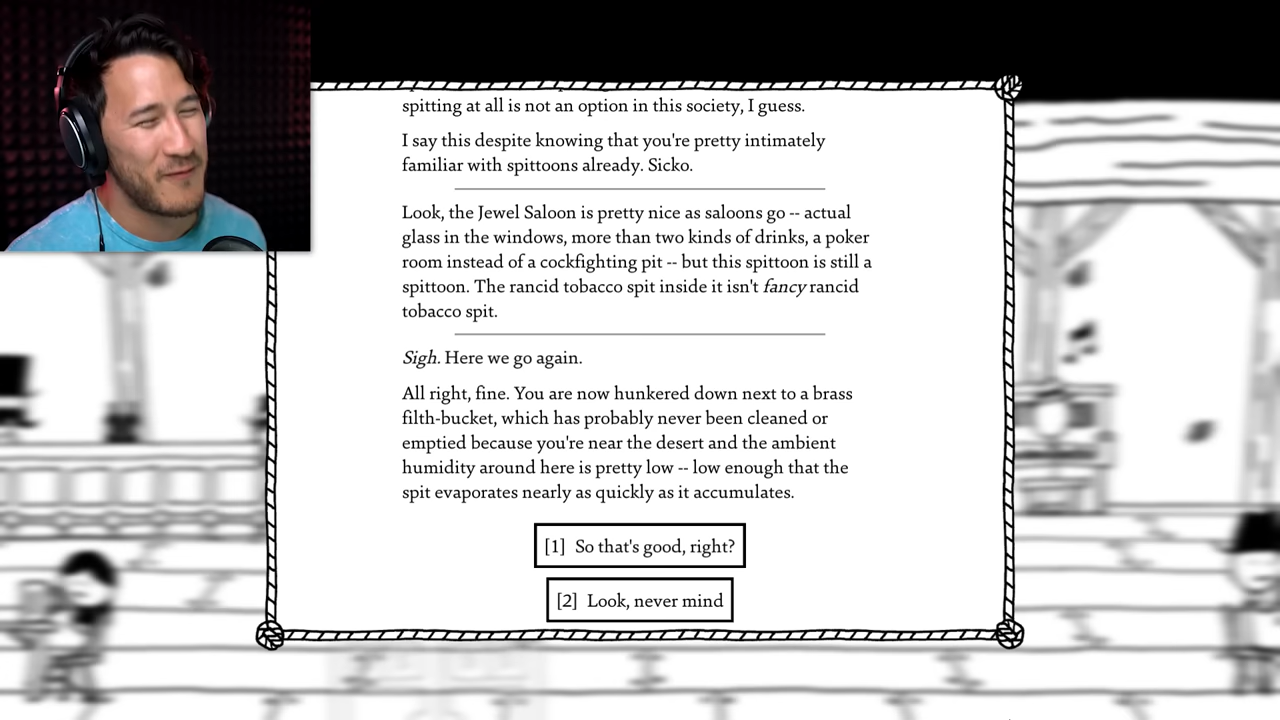 spitting at all is not an option in this society, I guess.
I say this despite knowing that you're pretty intimately
familiar with spittoons already. Sicko.
Look, the Jewel Saloon is pretty nice as saloons go -- actual
glass in the windows, more than two kinds of drinks, a poker
room instead of a cockfighting pit -- but this spittoon is still a
spittoon. The rancid tobacco spit inside it isn't fancy rancid
tobacco spit.
Sigh. Here we go again.
All right, fine. You are now hunkered down next to a brass
filth-bucket, which has probably never been cleaned or
emptied because you're near the desert and the ambient
humidity around here is pretty low -- low enough that the
spit evaporates nearly as quickly as it accumulates.
[1] So that's good, right?
[2] Look, never mind